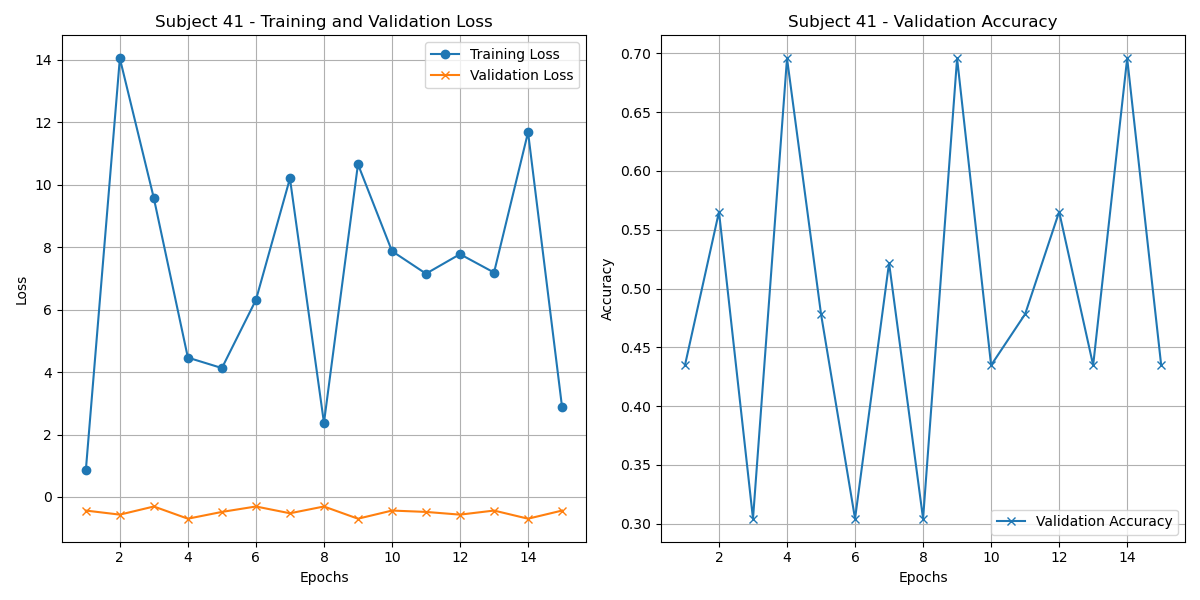 Subject 41 - Training and Validation Loss
Training Loss
Validation Loss
14
12
10
8
6
4
2
0
2 4 6 8 10 12 14
Loss
Epochs
Subject 41 - Validation Accuracy
0.70
0.65
0.60
0.55
0.50
0.45
0.40
0.35
0.30
Validation Accuracy
2 4 6 8 10 12 14
Accuracy
Epochs